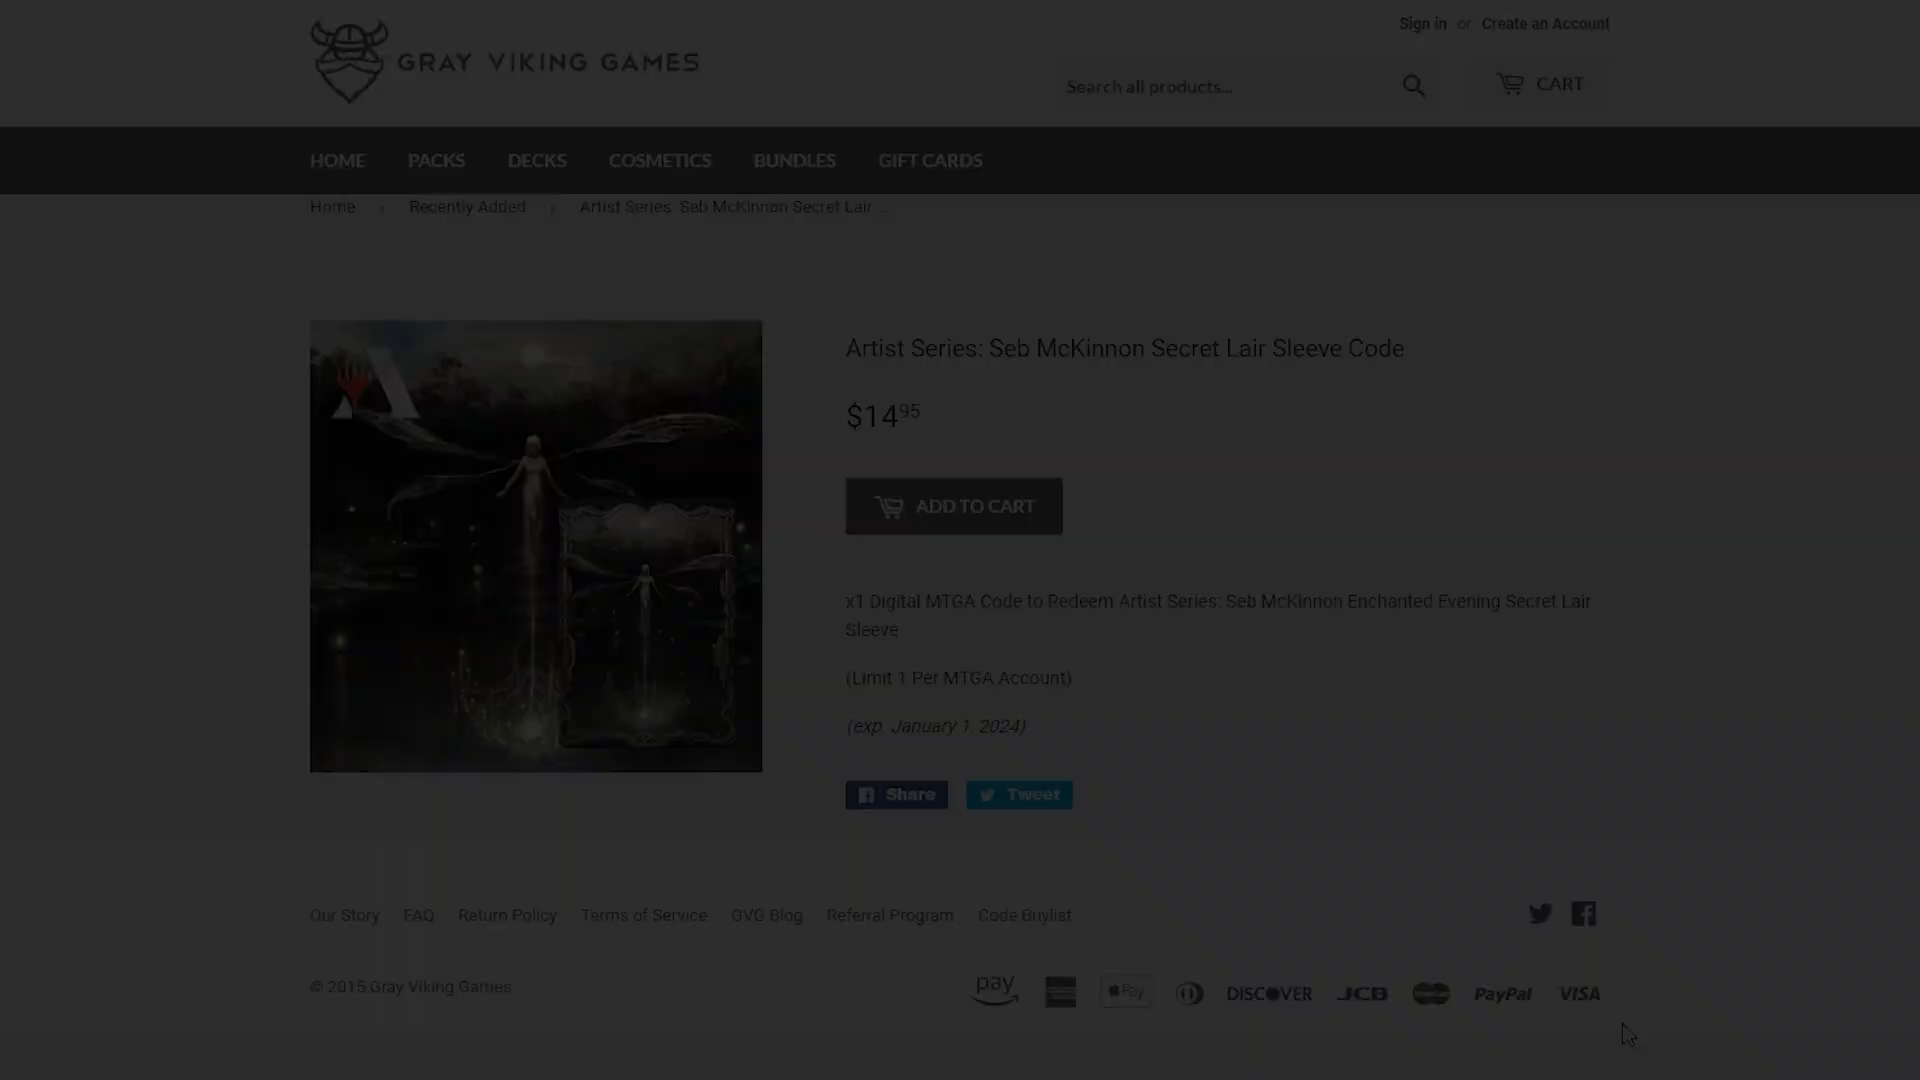 Sign in or Create an Account
GRAY VIKING GAMES
Search all products...
CART
HOME PACKS DECKS COSMETICS BUNDLES GIFT CARDS
Home › Recently Added › Artist Series: Seb McKinnon Secret Lair ...
Artist Series: Seb McKinnon Secret Lair Sleeve Code
$14.95
ADD TO CART
x1 Digital MTGA Code to Redeem Artist Series: Seb McKinnon Enchanted Evening Secret Lair
Sleeve
(Limit 1 Per MTGA Account)
(exp. January 1, 2024)
Share Tweet
Our Story FAQ Return Policy Terms of Service GVG Blog Referral Program Code Buylist
© 2015 Gray Viking Games
pay Pay DISCOVER JCB PayPal VISA